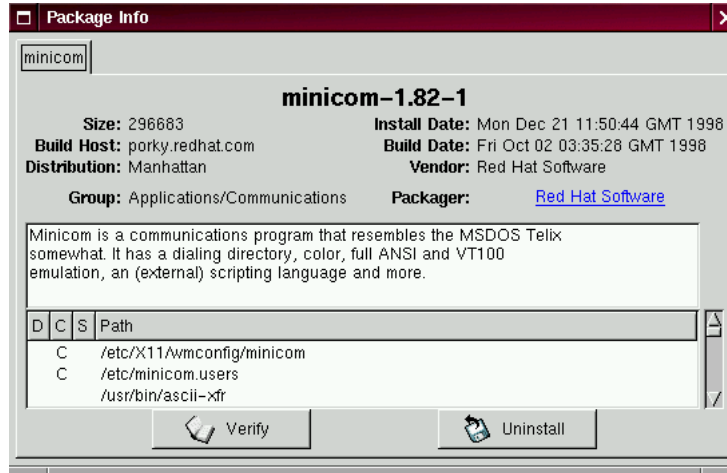 Package Info
minicom
minicom-1.82-1
Size: 296683 Install Date: Mon Dec 21 11:50:44 GMT 1998
Build Host: porky.redhat.com Build Date: Fri Oct 02 03:35:28 GMT 1998
Distribution: Manhattan Vendor: Red Hat Software
Group: Applications/Communications Packager: Red Hat Software
Minicom is a communications program that resembles the MSDOS Telix
somewhat. It has a dialing directory, color, full ANSI and VT100
emulation, an (external) scripting language and more.
D C S Path
C /etc/X11/wmconfig/minicom
C /etc/minicom.users
/usr/bin/ascii-xfr
Verify Uninstall